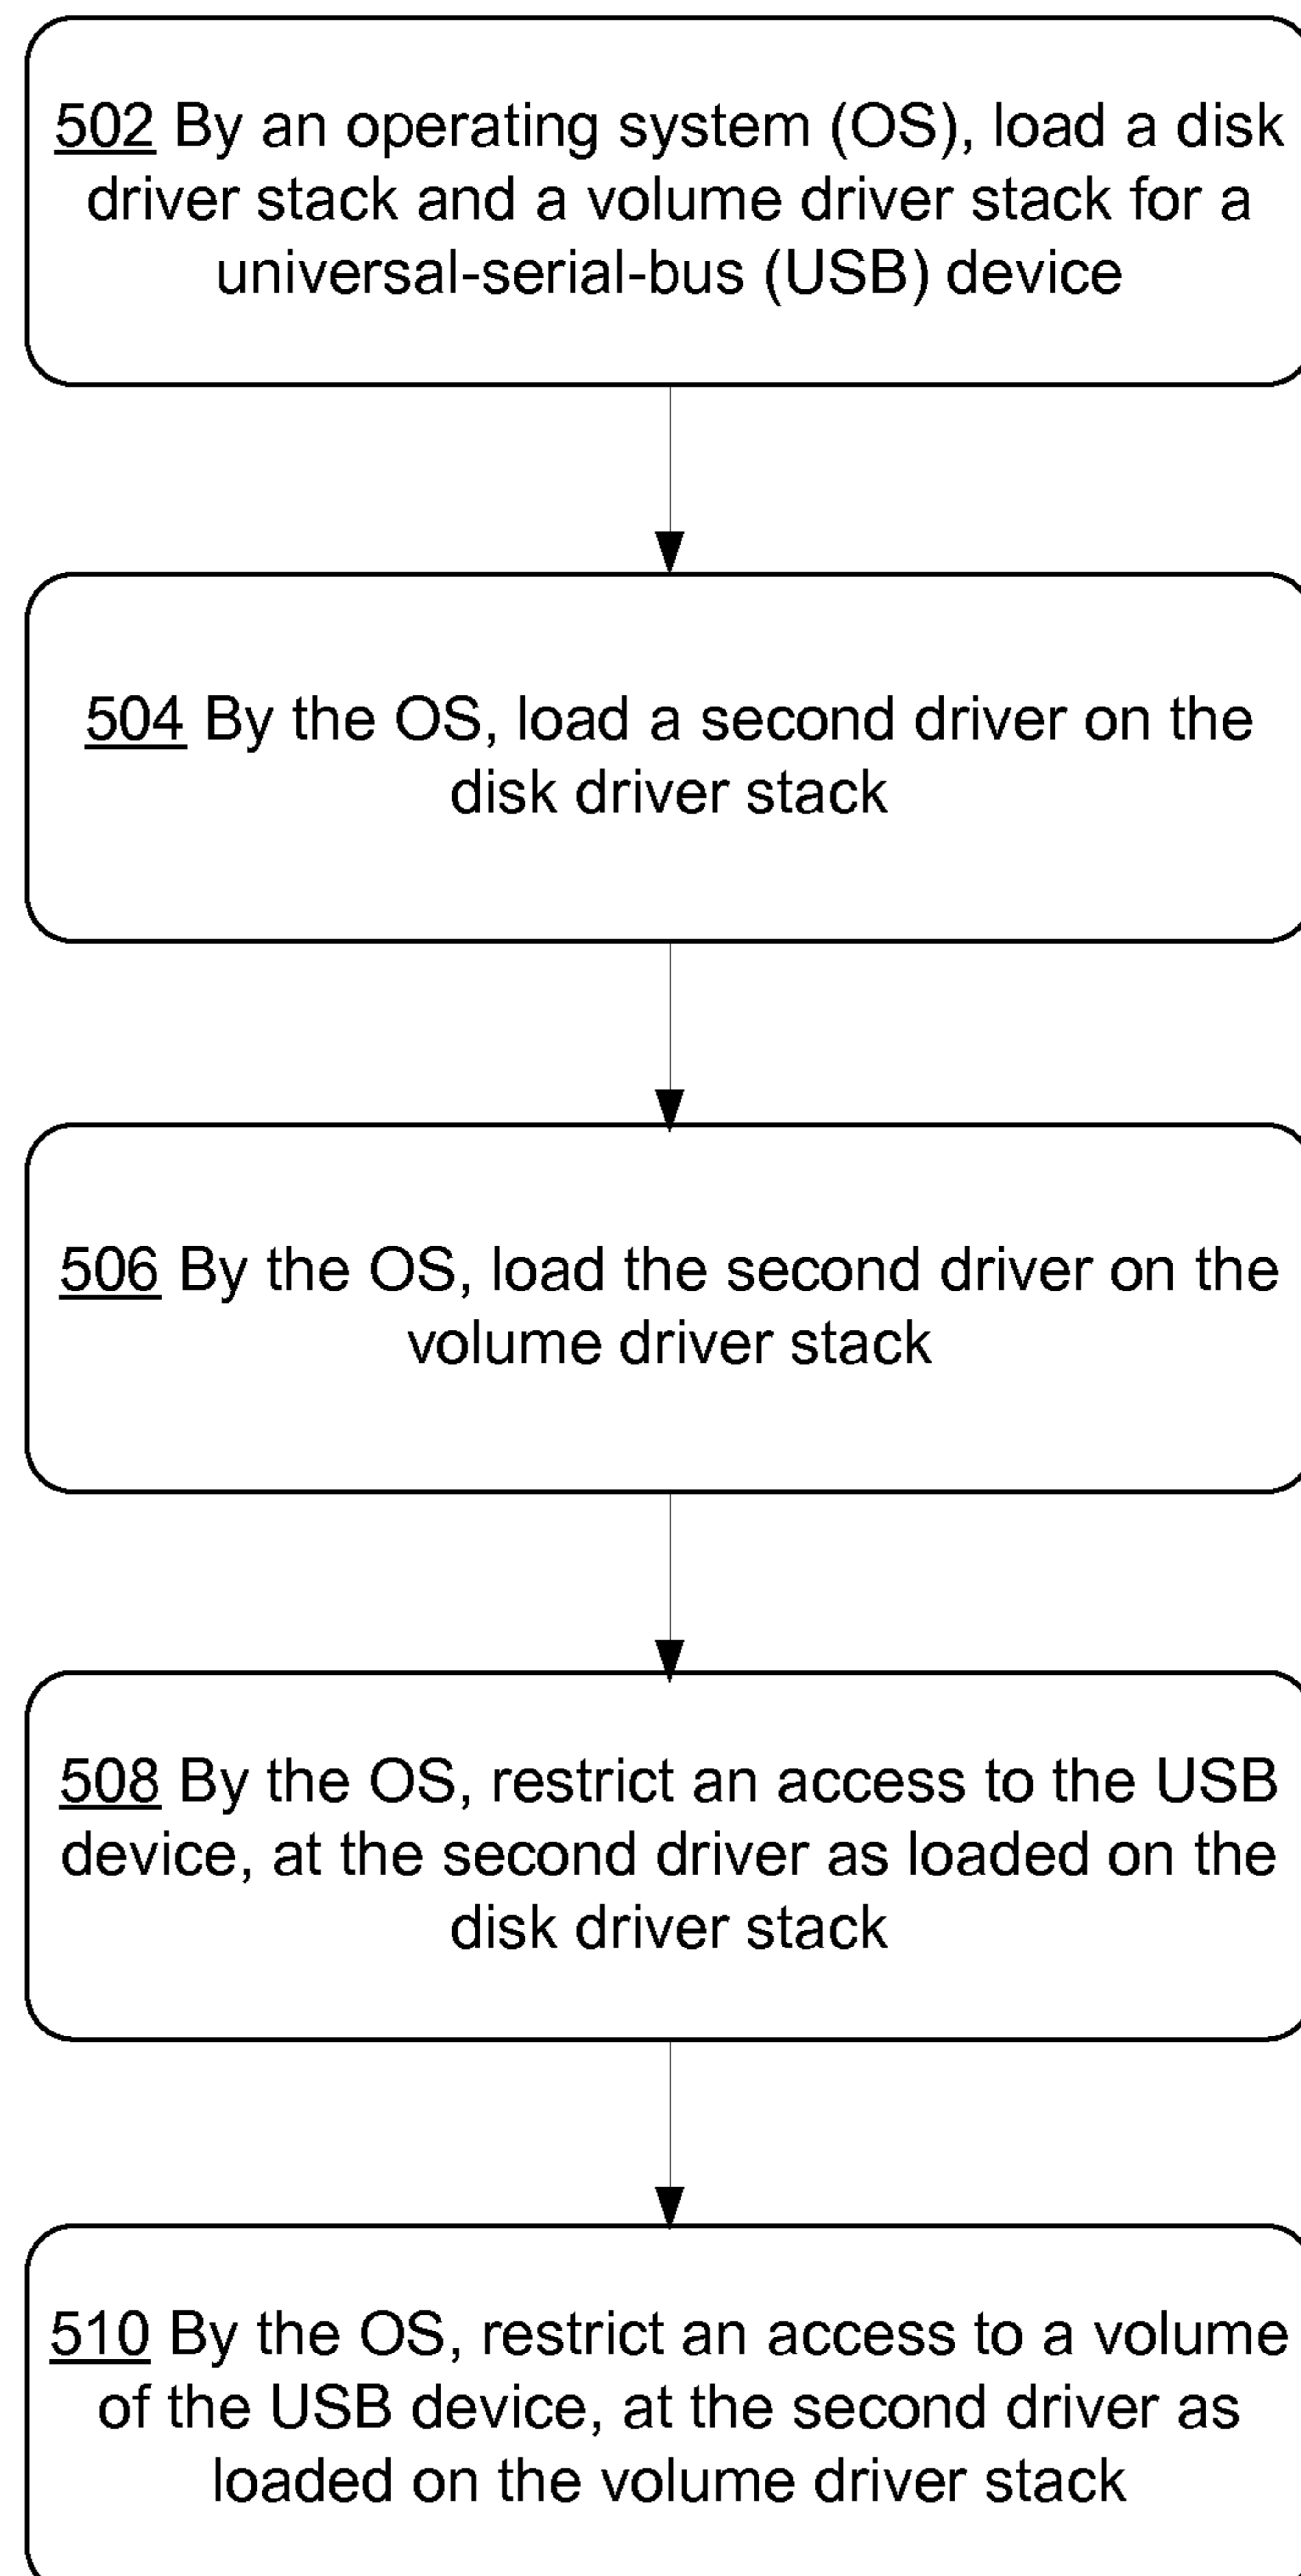 502 By an operating system (OS), load a disk
driver stack and a volume driver stack for a
universal-serial-bus (USB) device
504 By the OS, load a second driver on the
disk driver stack
506 By the OS, load the second driver on the
volume driver stack
508 By the OS, restrict an access to the USB
device, at the second driver as loaded on the
disk driver stack
510 By the OS, restrict an access to a volume
of the USB device, at the second driver as
loaded on the volume driver stack